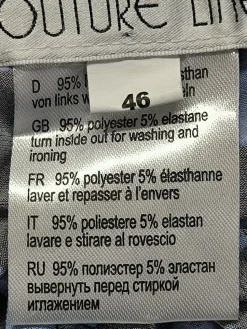 COUTURE LINE
D 95%
von links
46
GB 95% polyester 5% elastane
turn inside out for washing and
ironing
FR 95% polyester 5% élasthanne
laver et repasser à l'envers
IT 95% poliestere 5% elastan
lavare e stirare al rovescio
RU 95% полиэстер 5% эластан
вывернуть перед стиркой
иглажением